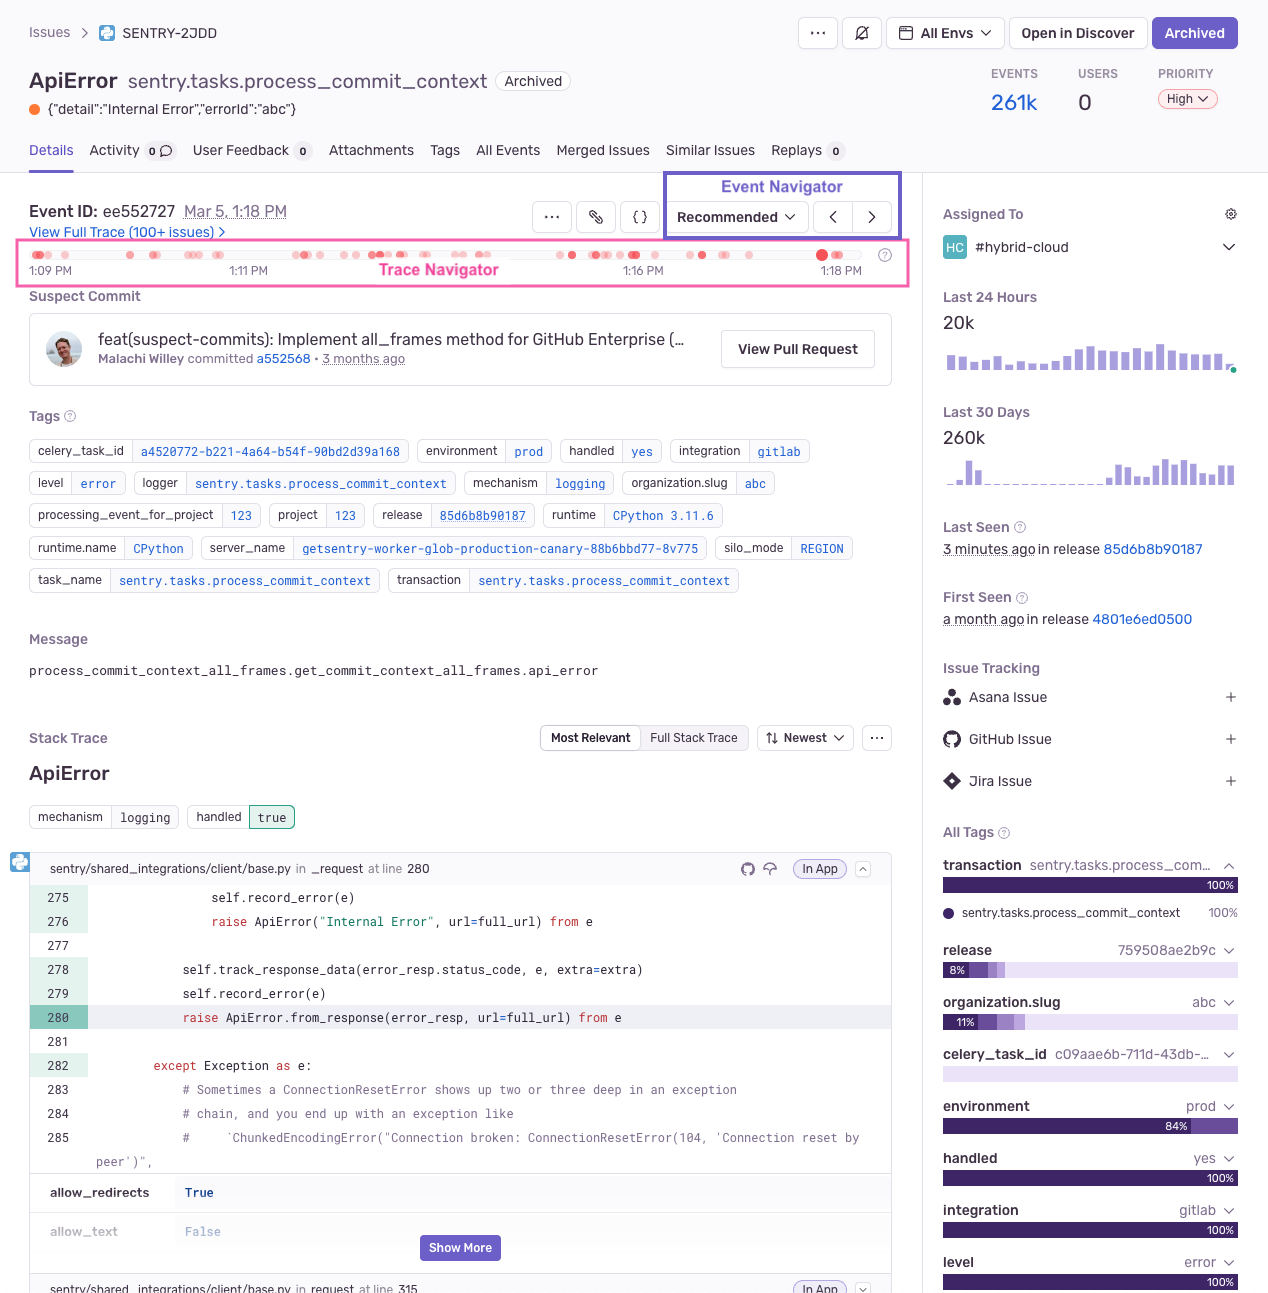 Issues > SENTRY-2JDD
... All Envs Open in Discover Archived
ApiError sentry.tasks.process_commit_context Archived
EVENTS USERS PRIORITY
261k 0 High
{"detail":"Internal Error","errorId":"abc"}
Details Activity 0 User Feedback 0 Attachments Tags All Events Merged Issues Similar Issues Replays 0
Event Navigator
Event ID: ee552727 Mar 5, 1:18 PM
... {} Recommended < >
View Full Trace (100+ issues) >
1:09 PM 1:11 PM Trace Navigator 1:16 PM 1:18 PM
Suspect Commit
feat(suspect-commits): Implement all_frames method for GitHub Enterprise (...
Malachi Willey committed a552568 • 3 months ago
View Pull Request
Tags ?
celery_task_id a4520772-b221-4a64-b54f-90bd2d39a168 environment prod handled yes integration gitlab
level error logger sentry.tasks.process_commit_context mechanism logging organization.slug abc
processing_event_for_project 123 project 123 release 85d6b8b90187 runtime CPython 3.11.6
runtime.name CPython server_name getsentry-worker-glob-production-canary-88b6bbd77-8v775 silo_mode REGION
task_name sentry.tasks.process_commit_context transaction sentry.tasks.process_commit_context
Message
process_commit_context_all_frames.get_commit_context_all_frames.api_error
Stack Trace Most Relevant Full Stack Trace Newest ...
ApiError
mechanism logging handled true
sentry/shared_integrations/client/base.py in _request at line 280 In App
275 self.record_error(e)
276 raise ApiError("Internal Error", url=full_url) from e
277
278 self.track_response_data(error_resp.status_code, e, extra=extra)
279 self.record_error(e)
280 raise ApiError.from_response(error_resp, url=full_url) from e
281
282 except Exception as e:
283 # Sometimes a ConnectionResetError shows up two or three deep in an exception
284 # chain, and you end up with an exception like
285 # `ChunkedEncodingError("Connection broken: ConnectionResetError(104, 'Connection reset by
peer')",
allow_redirects True
allow_text False
Show More
sentry/shared_integrations/client/base.py in request at line 315 In App
Assigned To
HC #hybrid-cloud
Last 24 Hours
20k
Last 30 Days
260k
Last Seen ?
3 minutes ago in release 85d6b8b90187
First Seen ?
a month ago in release 4801e6ed0500
Issue Tracking
Asana Issue +
GitHub Issue +
Jira Issue +
All Tags ?
transaction sentry.tasks.process_com...
100%
sentry.tasks.process_commit_context 100%
release 759508ae2b9c
8%
organization.slug abc
11%
celery_task_id c09aae6b-711d-43db-...
environment prod
84%
handled yes
100%
integration gitlab
100%
level error
100%